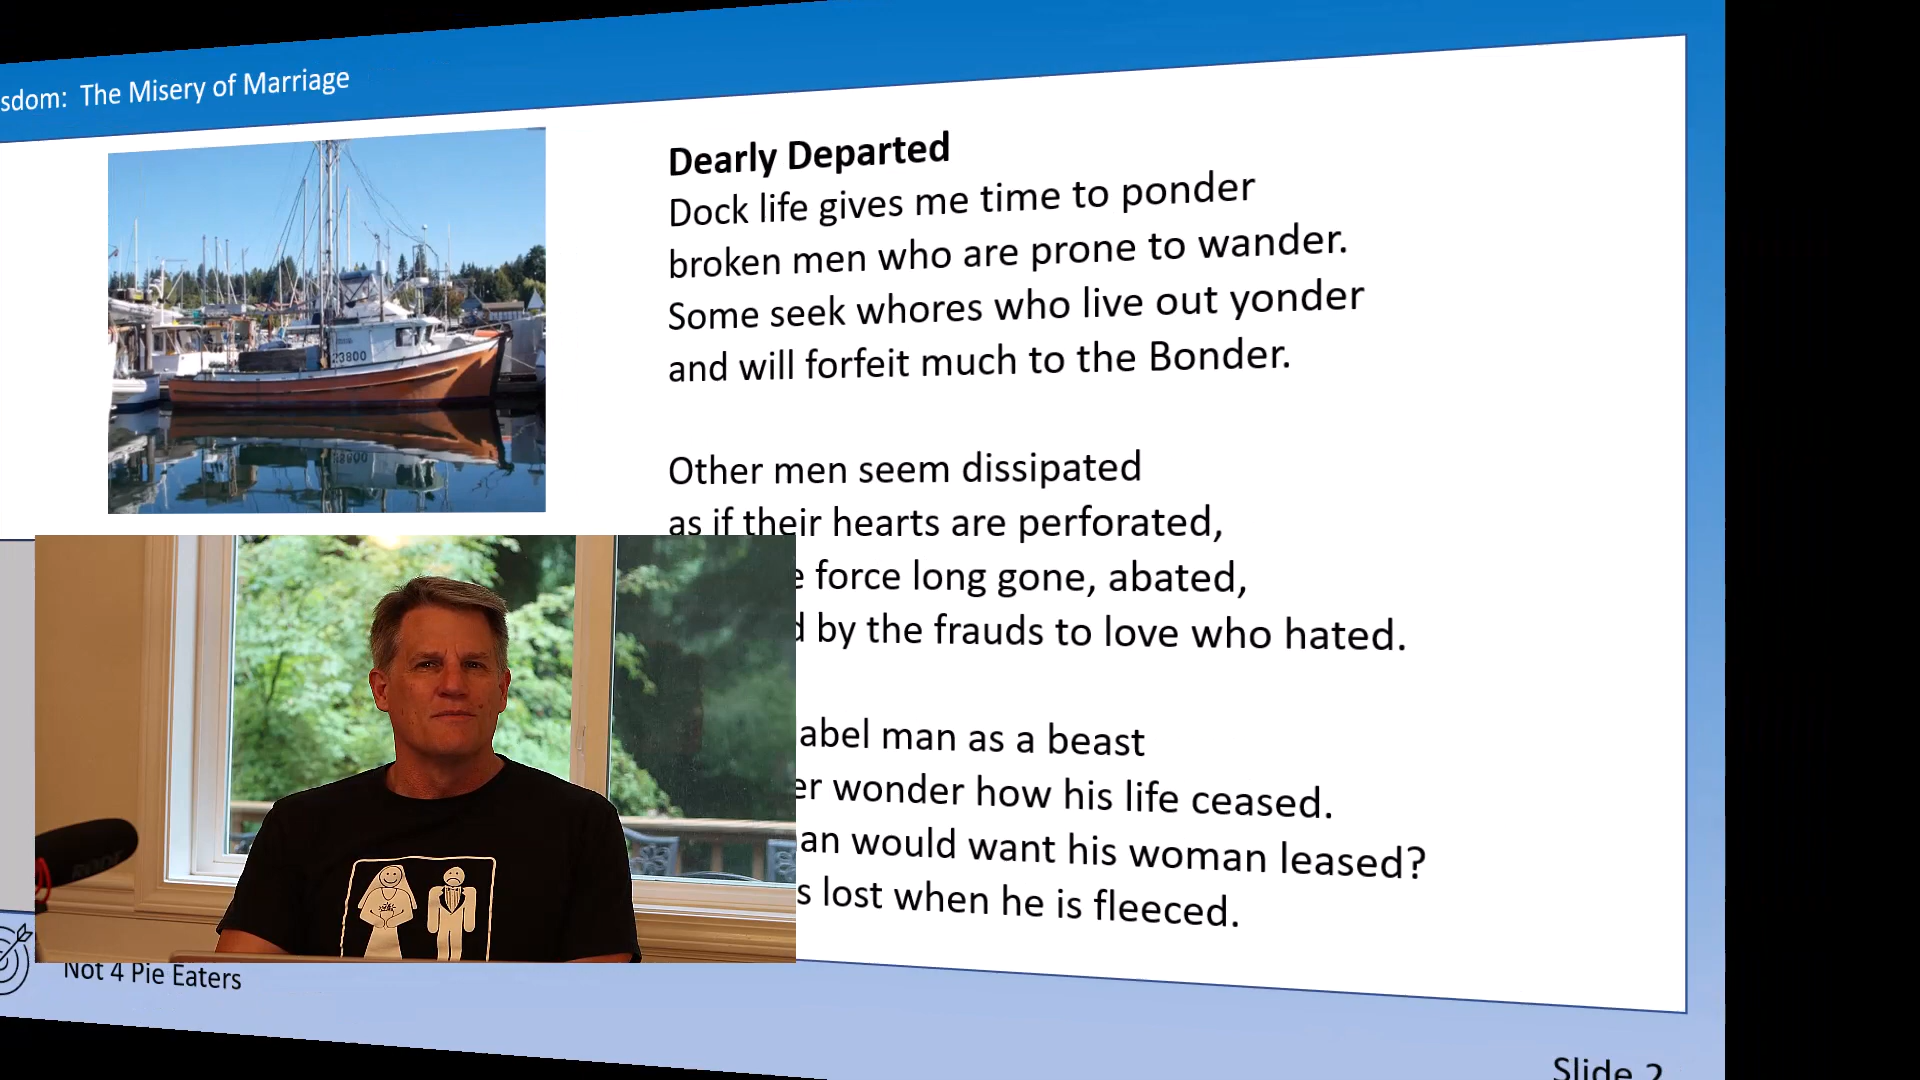 sdom: The Misery of Marriage
23800
Dearly Departed
Dock life gives me time to ponder
broken men who are prone to wander.
Some seek whores who live out yonder
and will forfeit much to the Bonder.
Other men seem dissipated
as if their hearts are perforated,
force long gone, abated,
by the frauds to love who hated.
abel man as a beast
er wonder how his life ceased.
an would want his woman leased?
s lost when he is fleeced.
RODE
Not 4 Pie Eaters
Slide 2